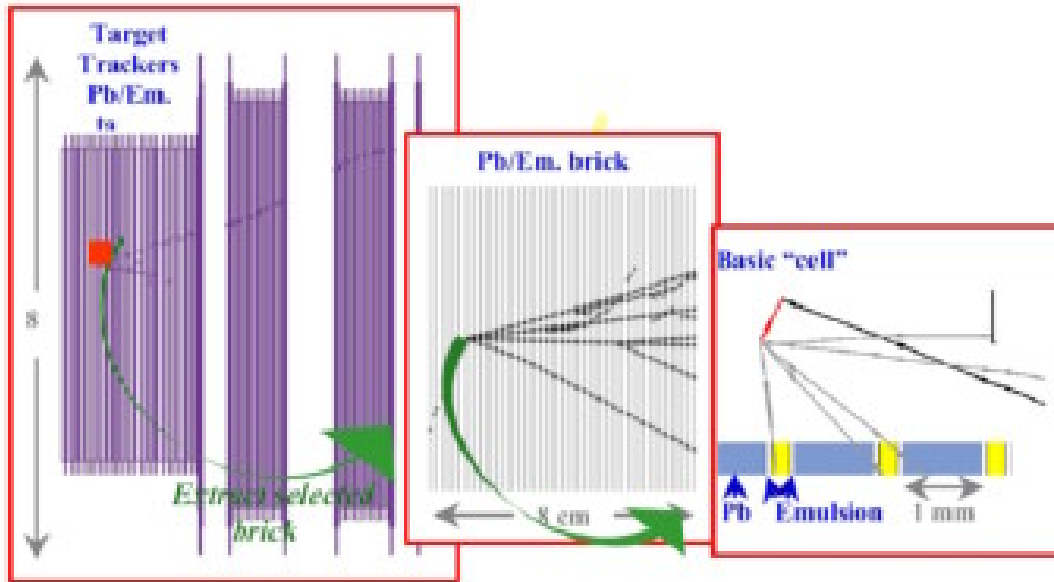 Target
Trackers
Pb/Em.
8
Extract selected
brick
Pb/Em. brick
8 cm
Basic “cell”
Pb
Emulsion
1 mm